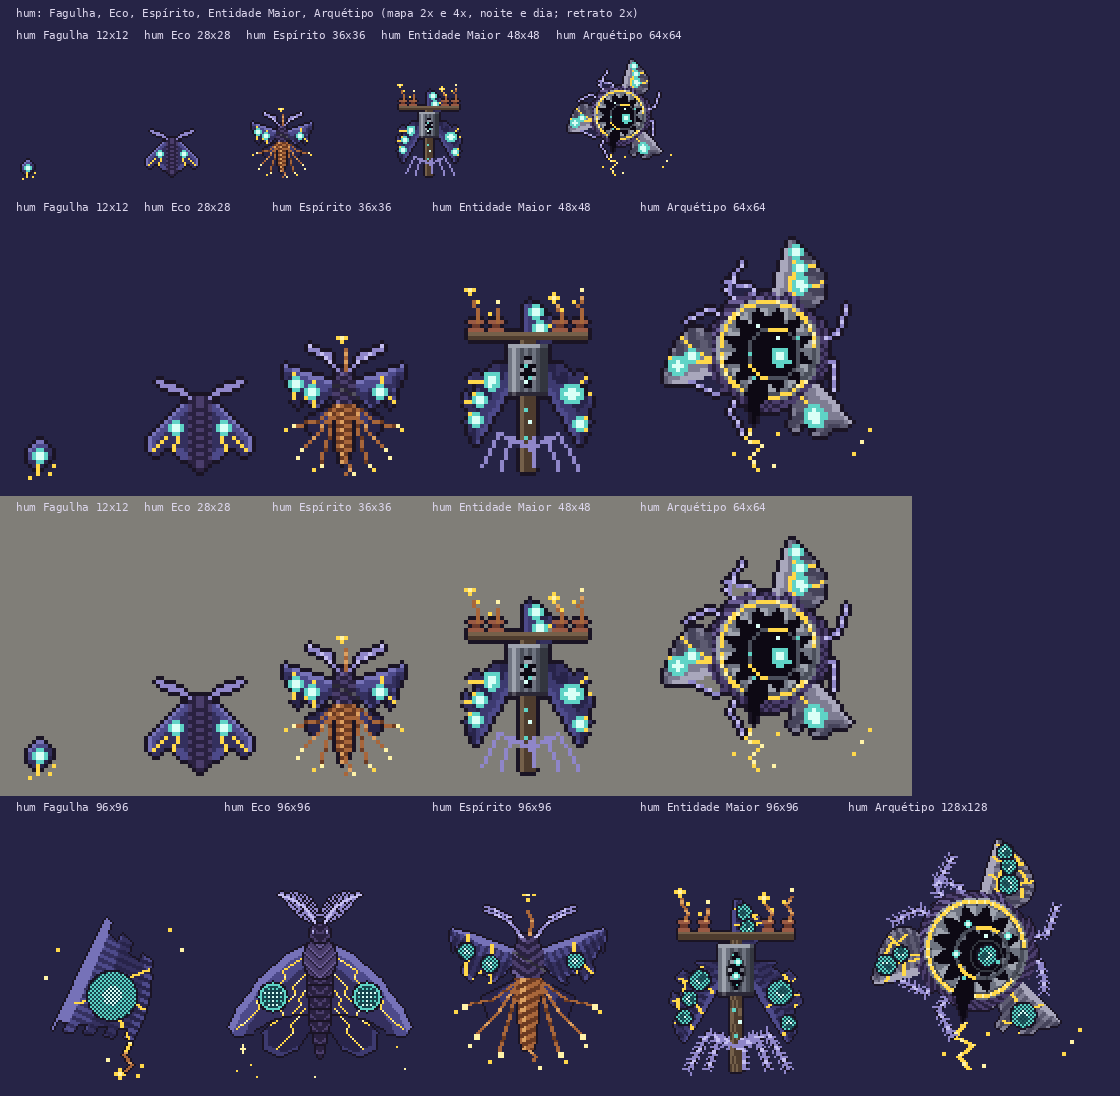 hum: Fagulha, Eco, Espírito, Entidade Maior, Arquétipo (mapa 2x e 4x, noite e dia; retrato 2x)
hum Fagulha 12x12 hum Eco 28x28 hum Espírito 36x36 hum Entidade Maior 48x48 hum Arquétipo 64x64
hum Fagulha 12x12 hum Eco 28x28 hum Espírito 36x36 hum Entidade Maior 48x48 hum Arquétipo 64x64
hum Fagulha 12x12 hum Eco 28x28 hum Espírito 36x36 hum Entidade Maior 48x48 hum Arquétipo 64x64
hum Fagulha 96x96 hum Eco 96x96 hum Espírito 96x96 hum Entidade Maior 96x96 hum Arquétipo 128x128